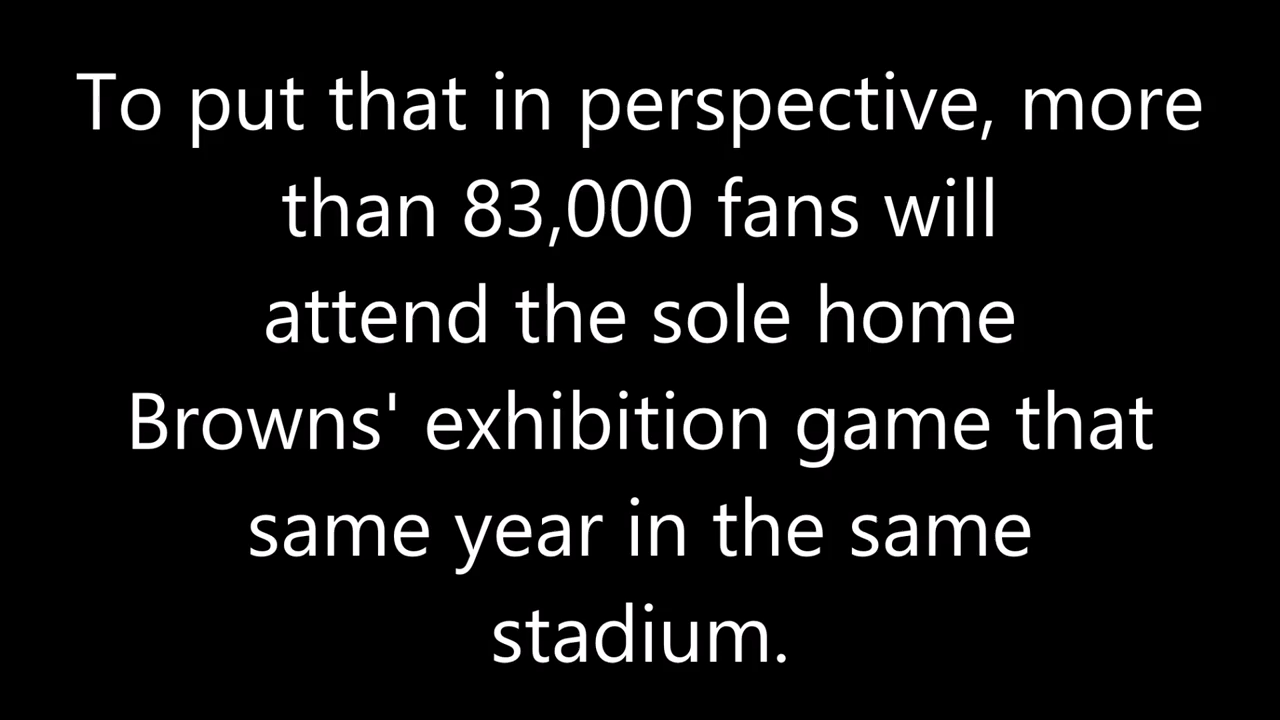 To put that in perspective, more
than 83,000 fans will
attend the sole home
Browns' exhibition game that
same year in the same
stadium.